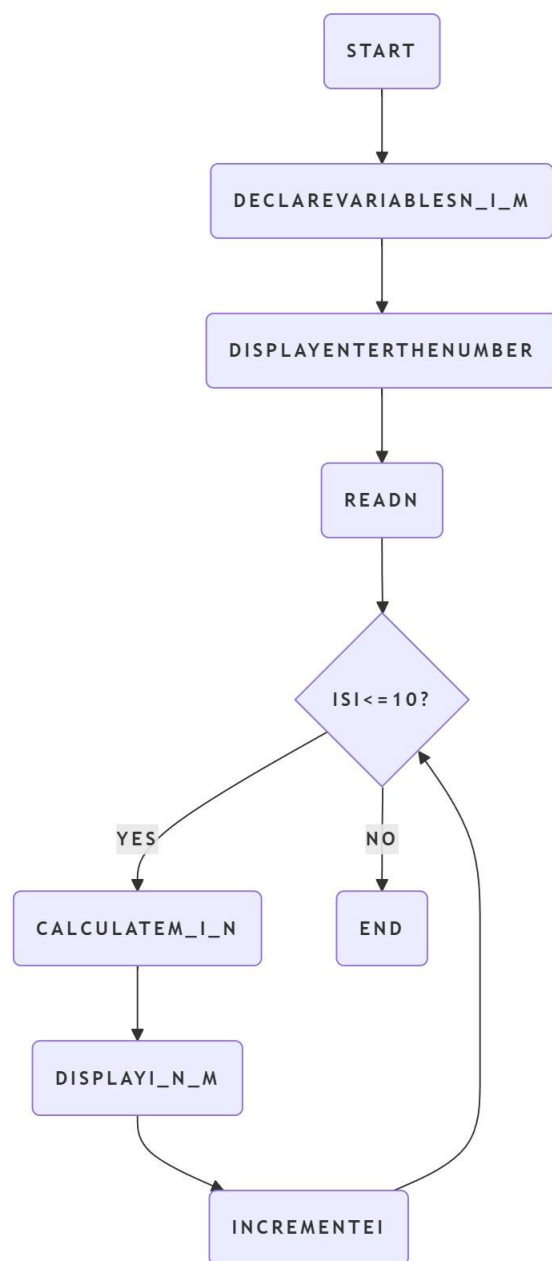 START
DECLAREVARIABLESN_I_M
DISPLAYENTERTHENUMBER
READN
ISI<=10?
YES
NO
CALCULATEM_I_N
END
DISPLAYI_N_M
INCREMENTEI